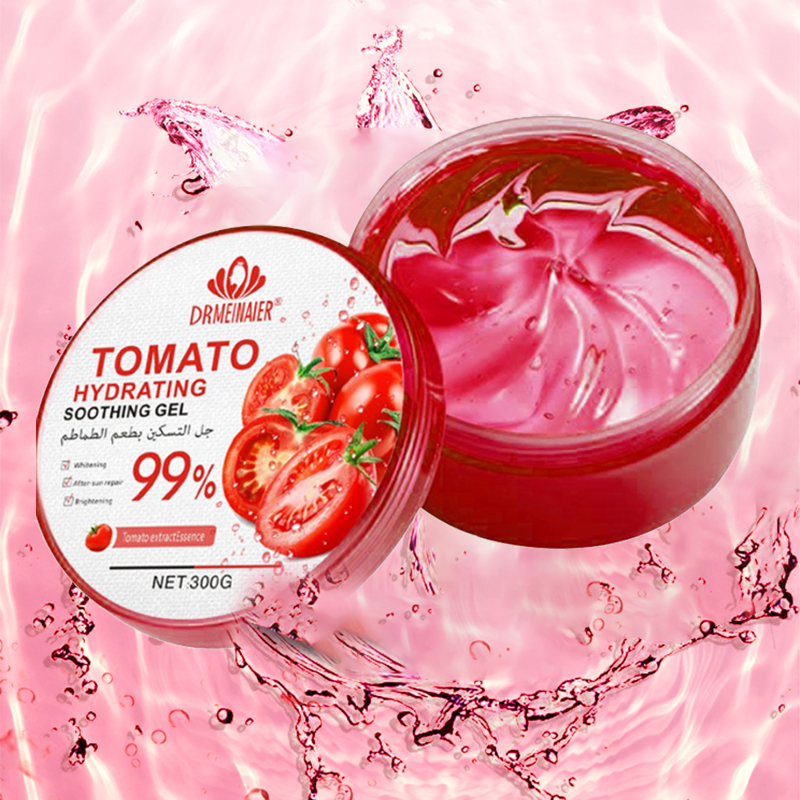 DRMEINAIER®
TOMATO
HYDRATING
SOOTHING GEL
جل التسكين بطعم الطماطم
Whitening
After-sun repair
Brightening
99%
Tomato extractEssence
NET:300G